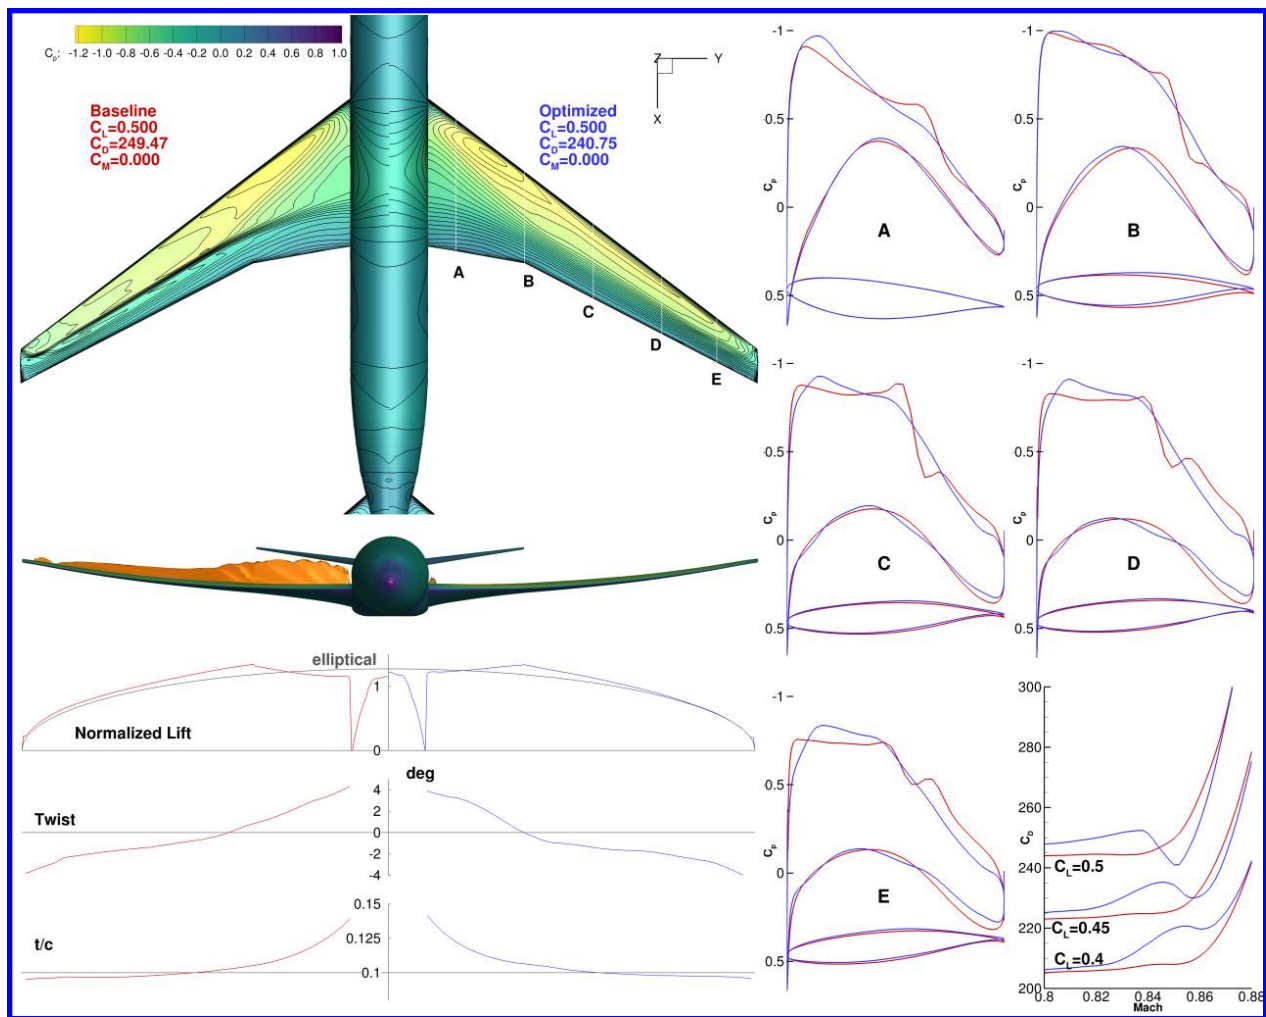 Cp: -1.2 -1.0 -0.8 -0.6 -0.4 -0.2 0.0 0.2 0.4 0.6 0.8 1.0
Z Y
X
Baseline
CL=0.500
CD=249.47
CM=0.000
Optimized
CL=0.500
CD=240.75
CM=0.000
A
B
C
D
E
elliptical
1
0
Normalized Lift
deg
Twist
4
2
0
-2
-4
t/c
0.15
0.125
0.1
-1
0.5
Cp
0
0.5
A
-1
0.5
Cp
0
0.5
B
-1
0.5
Cp
0
0.5
C
-1
0.5
Cp
0
0.5
D
-1
0.5
Cp
0
0.5
E
300
280
260
CD
240
220
200
CL=0.5
CL=0.45
CL=0.4
0.8 0.82 0.84 0.86 0.88
Mach